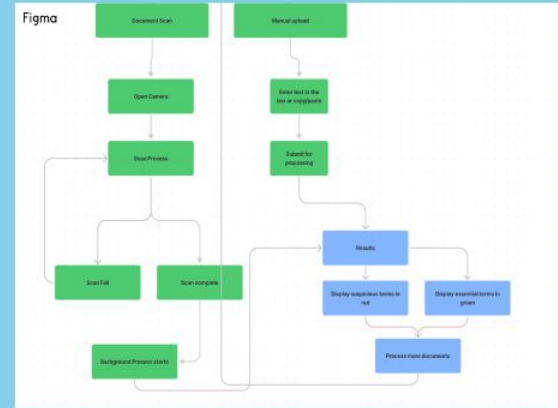 Figma
Document Scan
Manual upload
Open Camera
Enter text in the
box or copy/paste
Scan Process
Submit for
processing
Results
Scan Fail
Scan complete
Display suspicious terms in
red
Display essential terms in
green
Background Process starts
Process more documents